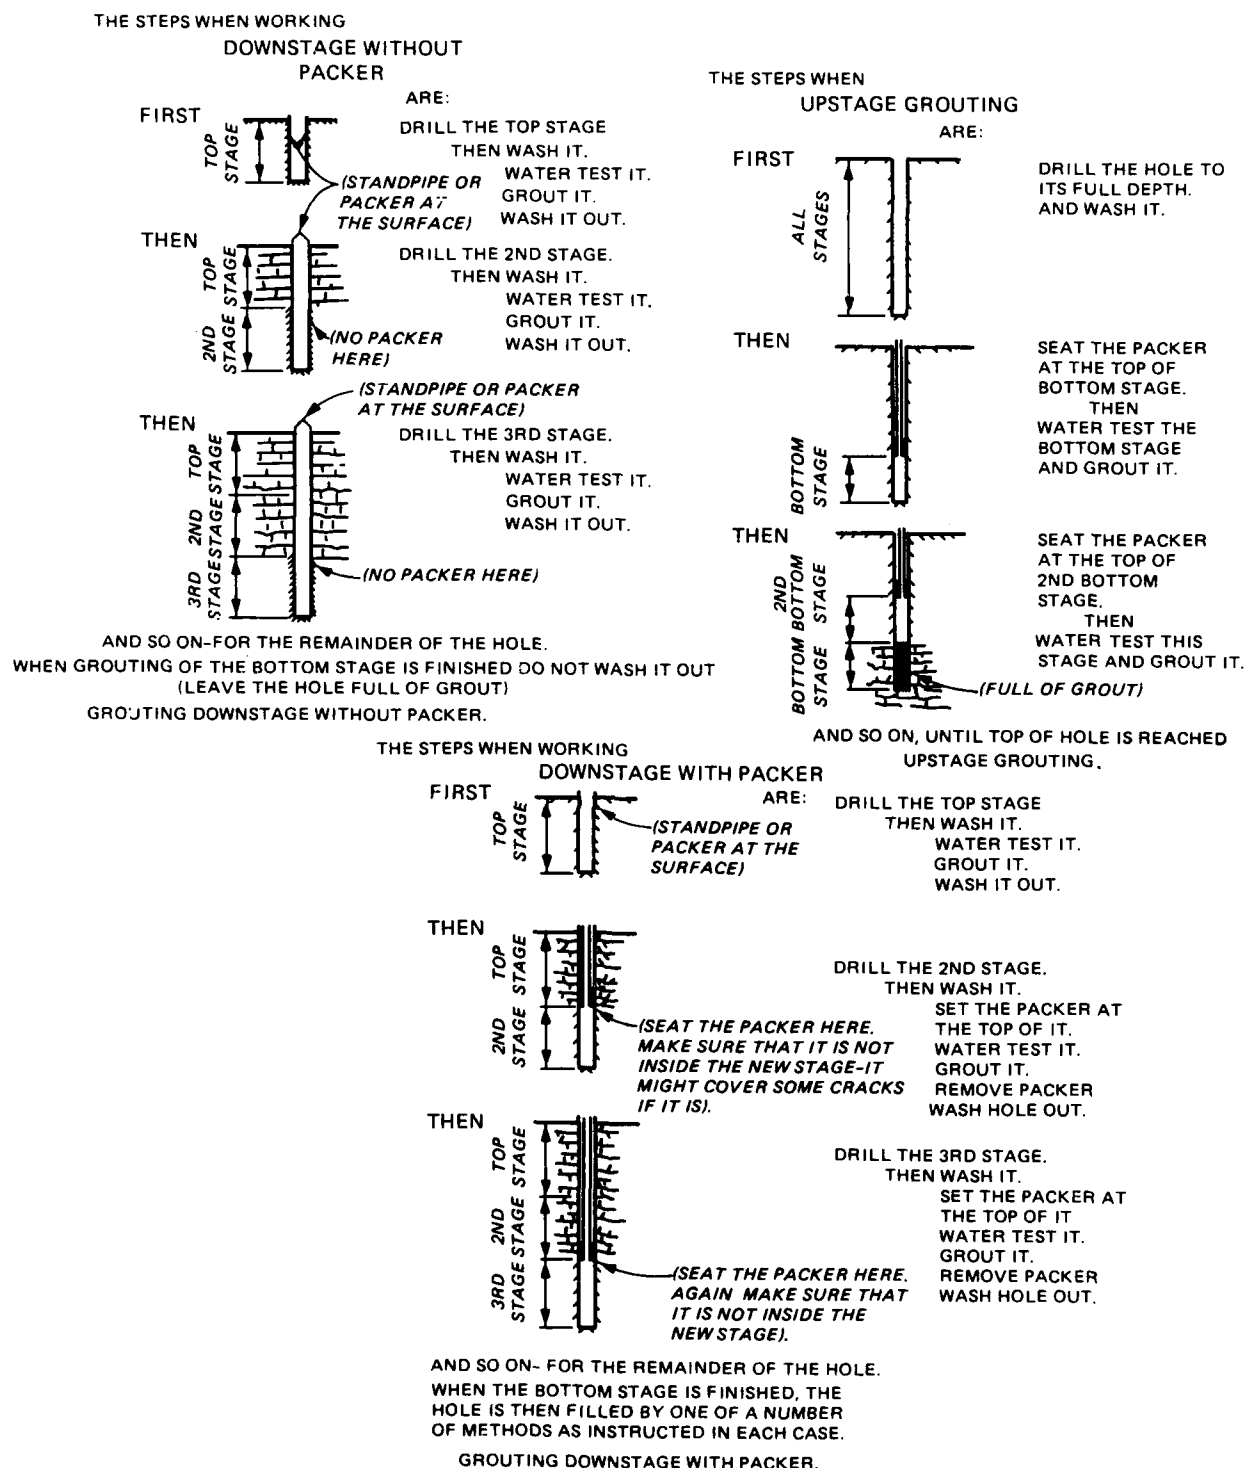 THE STEPS WHEN WORKING
DOWNSTAGE WITHOUT
PACKER
ARE:
FIRST
TOP
STAGE
DRILL THE TOP STAGE
THEN WASH IT.
WATER TEST IT.
GROUT IT.
WASH IT OUT.
(STANDPIPE OR
PACKER AT
THE SURFACE)
THEN
TOP
STAGE
2ND
STAGE
DRILL THE 2ND STAGE.
THEN WASH IT.
WATER TEST IT.
GROUT IT.
WASH IT OUT.
(NO PACKER
HERE)
(STANDPIPE OR PACKER
AT THE SURFACE)
THEN
TOP
STAGE
2ND
STAGE
3RD
STAGE
DRILL THE 3RD STAGE.
THEN WASH IT.
WATER TEST IT.
GROUT IT.
WASH IT OUT.
(NO PACKER HERE)
AND SO ON-FOR THE REMAINDER OF THE HOLE.
WHEN GROUTING OF THE BOTTOM STAGE IS FINISHED DO NOT WASH IT OUT
(LEAVE THE HOLE FULL OF GROUT)
GROUTING DOWNSTAGE WITHOUT PACKER.
THE STEPS WHEN
UPSTAGE GROUTING
ARE:
FIRST
ALL
STAGES
DRILL THE HOLE TO
ITS FULL DEPTH.
AND WASH IT.
THEN
BOTTOM
STAGE
SEAT THE PACKER
AT THE TOP OF
BOTTOM STAGE.
THEN
WATER TEST THE
BOTTOM STAGE
AND GROUT IT.
THEN
2ND
BOTTOM
STAGE
BOTTOM
STAGE
SEAT THE PACKER
AT THE TOP OF
2ND BOTTOM
STAGE.
THEN
WATER TEST THIS
STAGE AND GROUT IT.
(FULL OF GROUT)
AND SO ON, UNTIL TOP OF HOLE IS REACHED
UPSTAGE GROUTING.
THE STEPS WHEN WORKING
DOWNSTAGE WITH PACKER
ARE:
FIRST
TOP
STAGE
(STANDPIPE OR
PACKER AT THE
SURFACE)
DRILL THE TOP STAGE
THEN WASH IT.
WATER TEST IT.
GROUT IT.
WASH IT OUT.
THEN
TOP
STAGE
2ND
STAGE
(SEAT THE PACKER HERE.
MAKE SURE THAT IT IS NOT
INSIDE THE NEW STAGE-IT
MIGHT COVER SOME CRACKS
IF IT IS).
DRILL THE 2ND STAGE.
THEN WASH IT.
SET THE PACKER AT
THE TOP OF IT.
WATER TEST IT.
GROUT IT.
REMOVE PACKER
WASH HOLE OUT.
THEN
TOP
STAGE
2ND
STAGE
3RD
STAGE
(SEAT THE PACKER HERE.
AGAIN MAKE SURE THAT
IT IS NOT INSIDE THE
NEW STAGE).
DRILL THE 3RD STAGE.
THEN WASH IT.
SET THE PACKER AT
THE TOP OF IT
WATER TEST IT.
GROUT IT.
REMOVE PACKER
WASH HOLE OUT.
AND SO ON- FOR THE REMAINDER OF THE HOLE.
WHEN THE BOTTOM STAGE IS FINISHED, THE
HOLE IS THEN FILLED BY ONE OF A NUMBER
OF METHODS AS INSTRUCTED IN EACH CASE.
GROUTING DOWNSTAGE WITH PACKER.